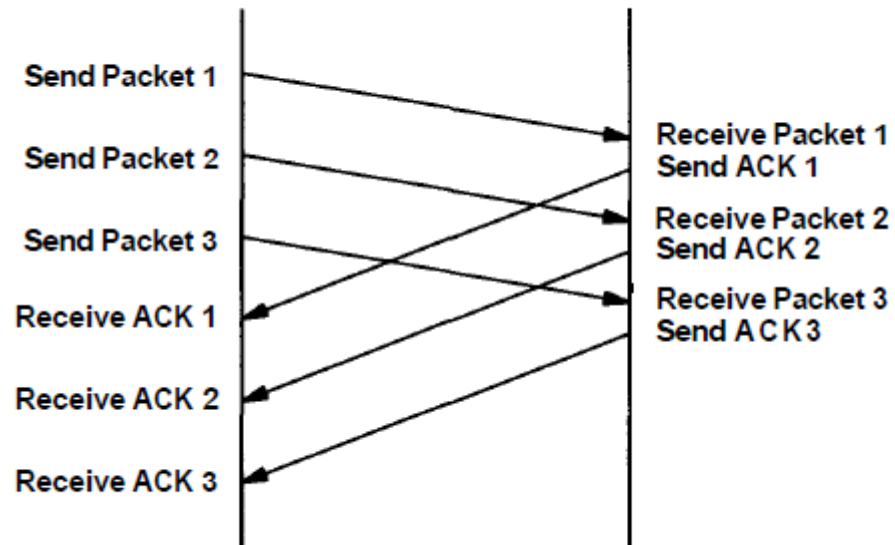 Send Packet 1
Send Packet 2
Send Packet 3
Receive ACK 1
Receive ACK 2
Receive ACK 3
Receive Packet 1
Send ACK 1
Receive Packet 2
Send ACK 2
Receive Packet 3
Send ACK3